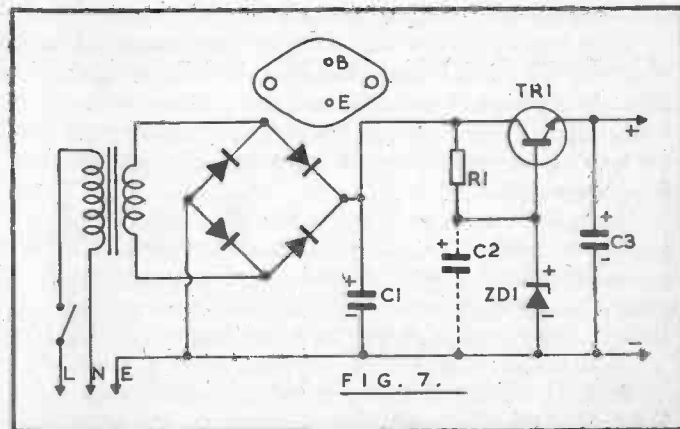 B
E
TR1
+
R1
+
C2
-
+
C1
-
+
ZD1
-
+
C3
-
-
L N E
FIG. 7.